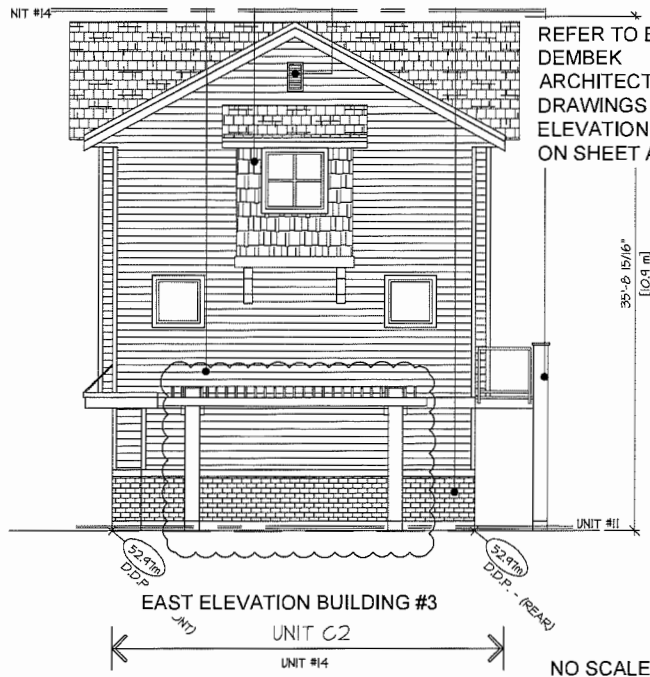 NIT #14
REFER TO E
DEMBEK
ARCHITECT
DRAWINGS
ELEVATION
ON SHEET A
35'-8 15/16"
[10.9 m]
UNIT #11
52.97m
D.D.P.
52.97m
D.D.P. - (REAR)
EAST ELEVATION BUILDING #3
NT)
UNIT C2
UNIT #14
NO SCALE